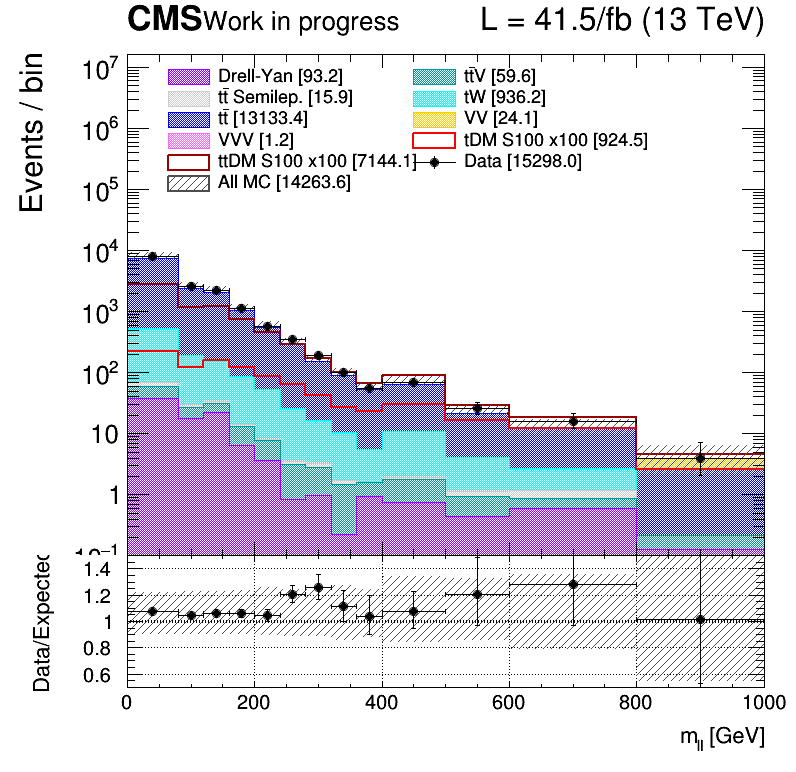 CMS Work in progress L = 41.5/fb (13 TeV)
Events / bin
10⁷
10⁶
10⁵
10⁴
10³
10²
10
1
10⁻¹
Drell-Yan [93.2] tt̄V [59.6]
tt̄ Semilep. [15.9] tW [936.2]
tt̄ [13133.4] VV [24.1]
VVV [1.2] tDM S100 x100 [924.5]
ttDM S100 x100 [7144.1] Data [15298.0]
All MC [14263.6]
Data/Expected
1.4
1.2
1
0.8
0.6
0 200 400 600 800 1000
m_ll [GeV]